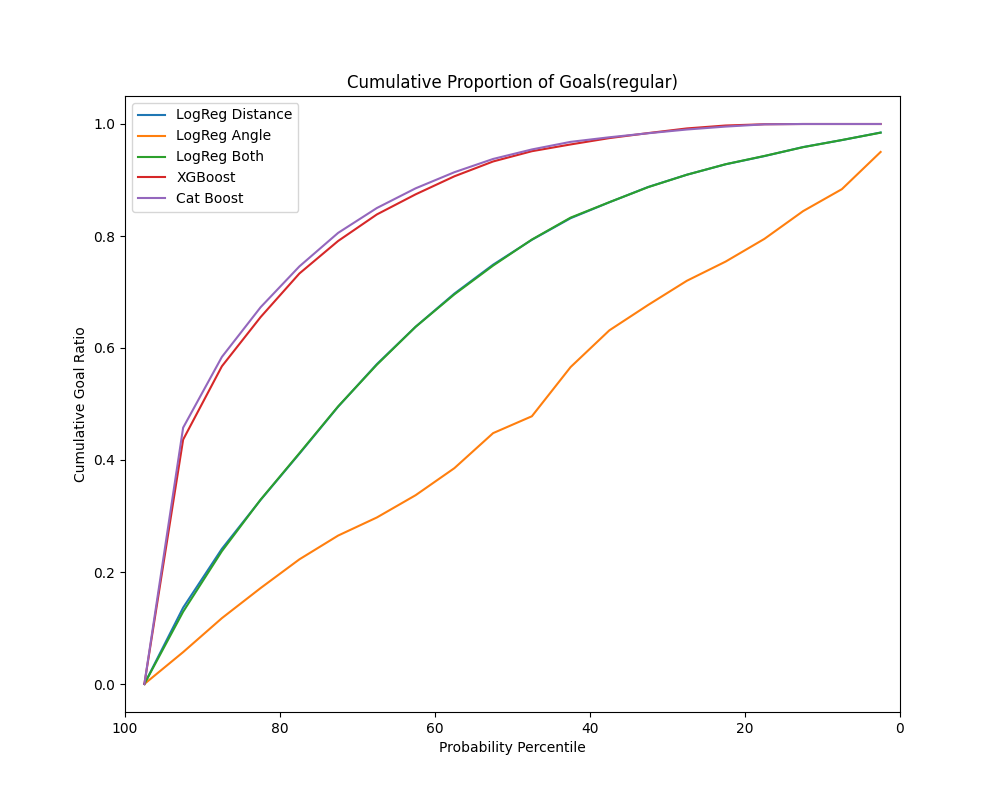 Cumulative Proportion of Goals(regular)
LogReg Distance
LogReg Angle
LogReg Both
XGBoost
Cat Boost
1.0
0.8
0.6
0.4
0.2
0.0
Cumulative Goal Ratio
100 80 60 40 20 0
Probability Percentile